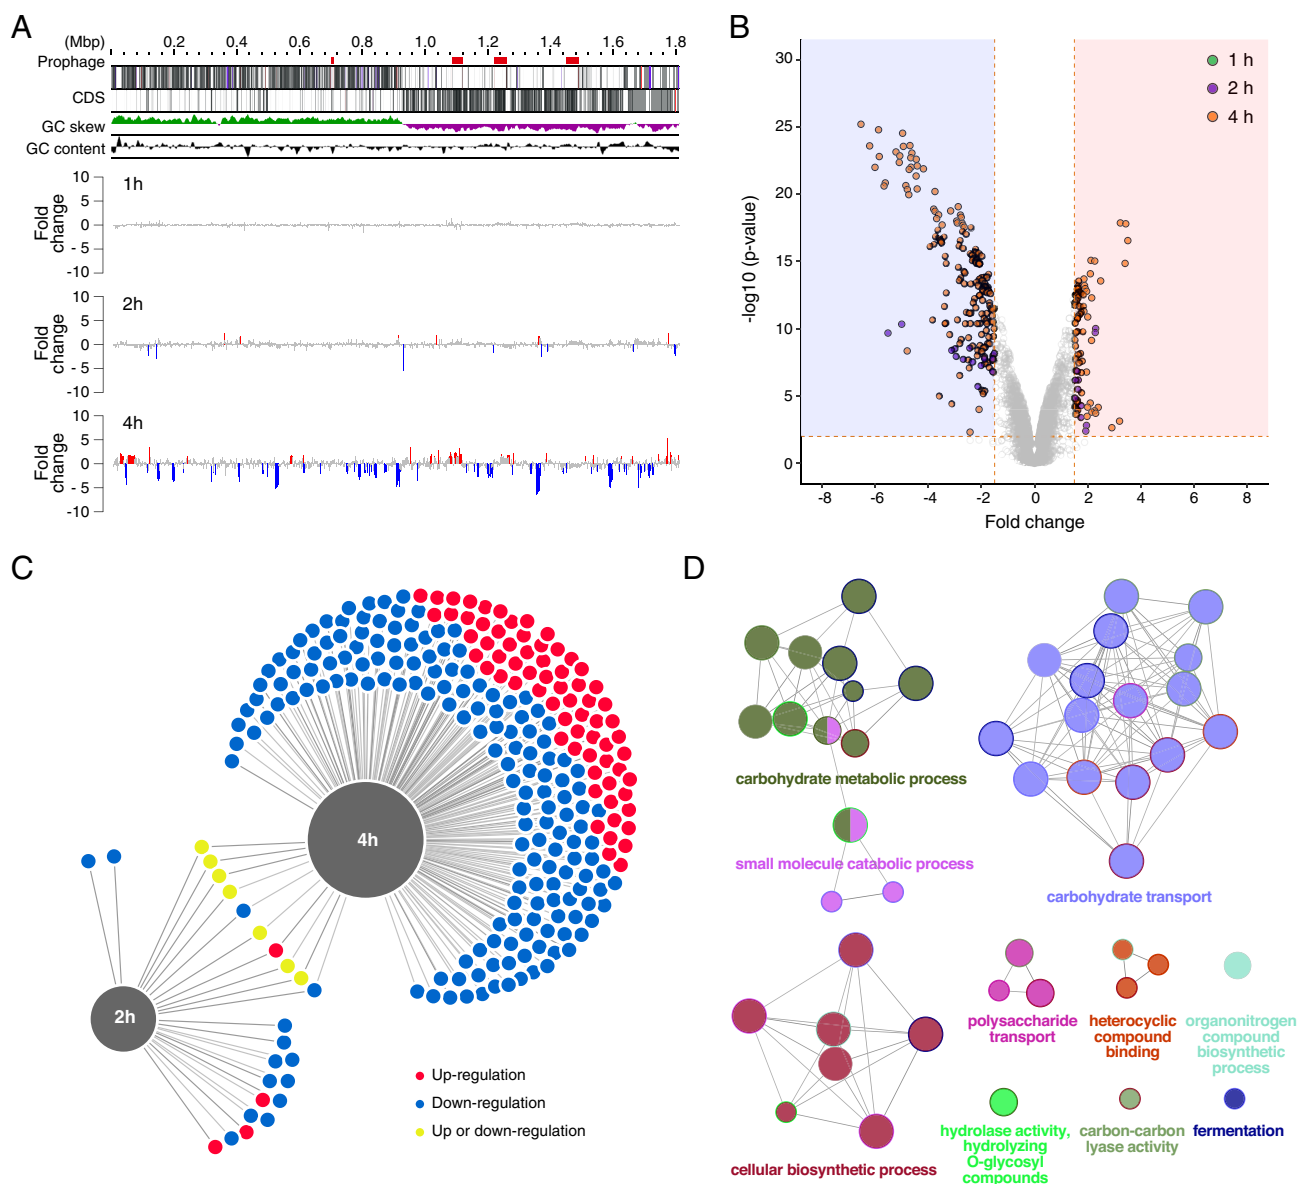 A
(Mbp)
0.2 0.4 0.6 0.8 1.0 1.2 1.4 1.6 1.8
Prophage
CDS
GC skew
GC content
1h
10
5
0
- 5
-10
Fold change
2h
10
5
0
- 5
-10
Fold change
4h
10
5
0
- 5
-10
Fold change
B
30
25
20
15
10
5
0
-log10 (p-value)
1 h
2 h
4 h
-8 -6 -4 -2 0 2 4 6 8
Fold change
C
4h
2h
Up-regulation
Down-regulation
Up or down-regulation
D
carbohydrate metabolic process
small molecule catabolic process
carbohydrate transport
cellular biosynthetic process
polysaccharide
transport
heterocyclic
compound
binding
organonitrogen
compound
biosynthetic
process
hydrolase activity,
hydrolyzing
O-glycosyl
compounds
carbon-carbon
lyase activity
fermentation